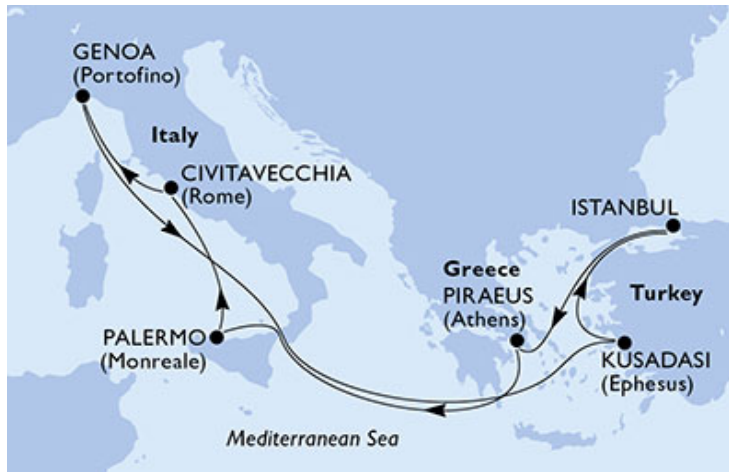 GENOA
(Portofino)
Italy
CIVITAVECCHIA
(Rome)
ISTANBUL
Greece
PIRAEUS
(Athens)
Turkey
PALERMO
(Monreale)
KUSADASI
(Ephesus)
Mediterranean Sea